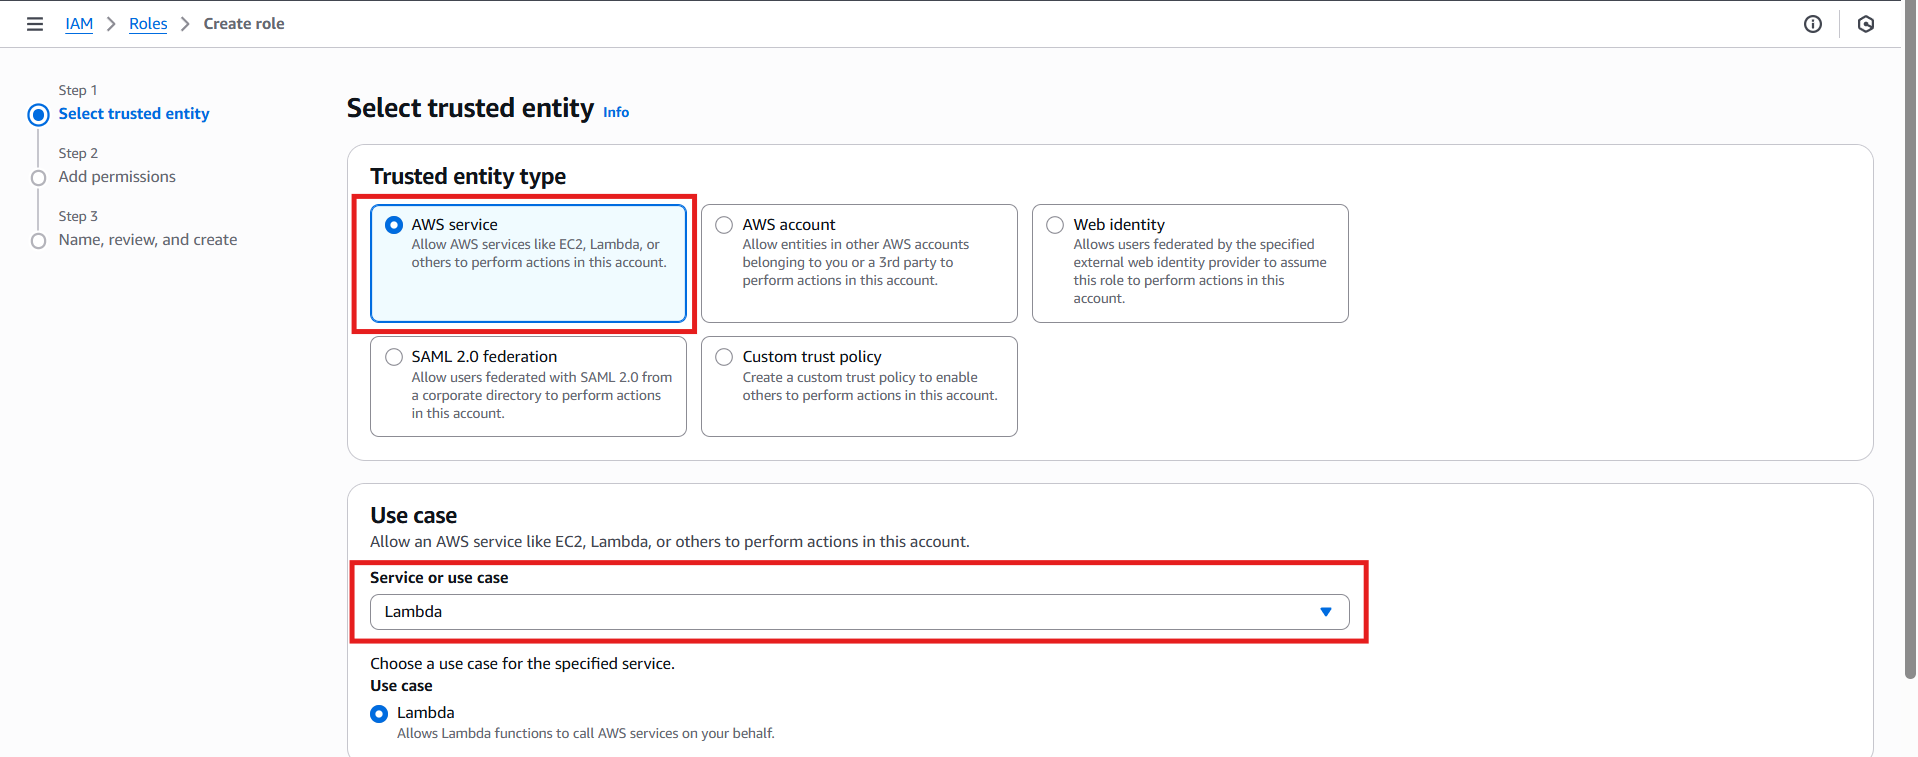 IAM > Roles > Create role
Step 1
Select trusted entity
Step 2
Add permissions
Step 3
Name, review, and create
Select trusted entity Info
Trusted entity type
AWS service
Allow AWS services like EC2, Lambda, or
others to perform actions in this account.
AWS account
Allow entities in other AWS accounts
belonging to you or a 3rd party to
perform actions in this account.
Web identity
Allows users federated by the specified
external web identity provider to assume
this role to perform actions in this
account.
SAML 2.0 federation
Allow users federated with SAML 2.0 from
a corporate directory to perform actions
in this account.
Custom trust policy
Create a custom trust policy to enable
others to perform actions in this account.
Use case
Allow an AWS service like EC2, Lambda, or others to perform actions in this account.
Service or use case
Lambda
Choose a use case for the specified service.
Use case
Lambda
Allows Lambda functions to call AWS services on your behalf.